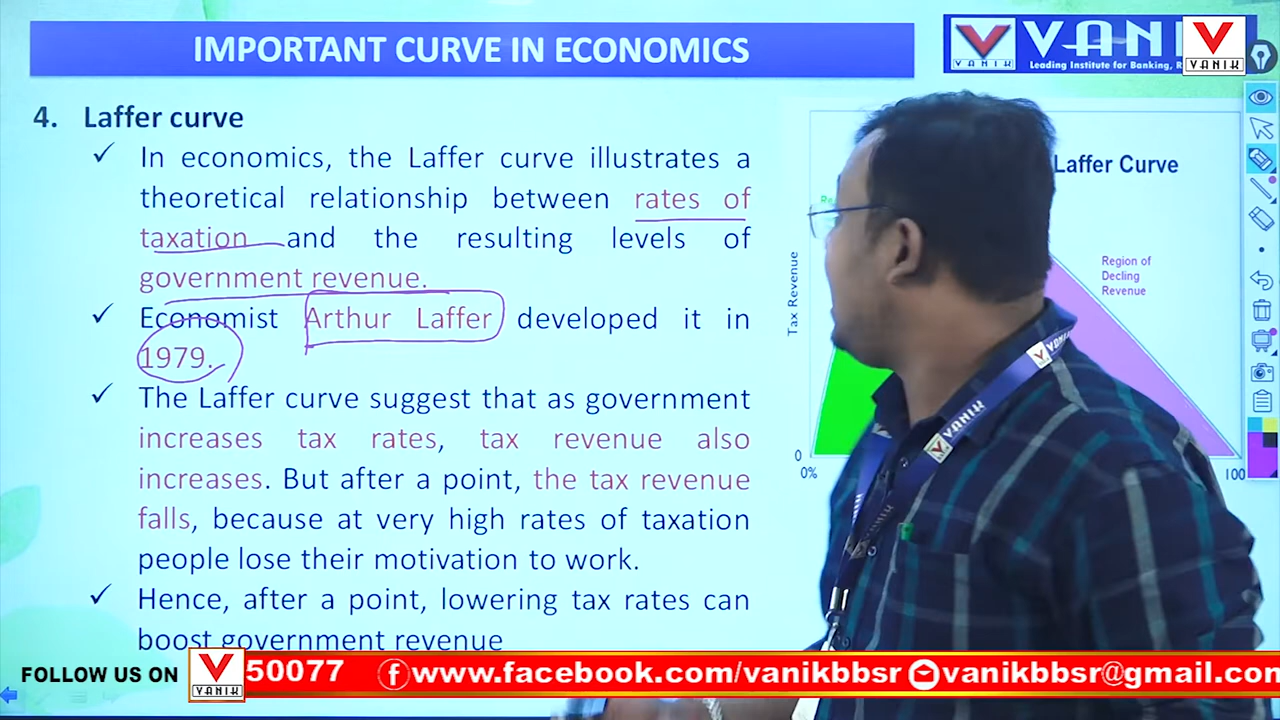 IMPORTANT CURVE IN ECONOMICS
VANIK
VANIK
Leading Institute for Banking, R
VANIK
4. Laffer curve
✓ In economics, the Laffer curve illustrates a
theoretical relationship between rates of
taxation and the resulting levels of
government revenue.
✓ Economist Arthur Laffer developed it in
1979.
✓ The Laffer curve suggest that as government
increases tax rates, tax revenue also
increases. But after a point, the tax revenue
falls, because at very high rates of taxation
people lose their motivation to work.
✓ Hence, after a point, lowering tax rates can
boost government revenue
Laffer Curve
Tax Revenue
Region of
Decling
Revenue
0
0%
100
VANIK
VANIK
FOLLOW US ON
VANIK
50077
www.facebook.com/vanikbbsr
vanikbbsr@gmail.com